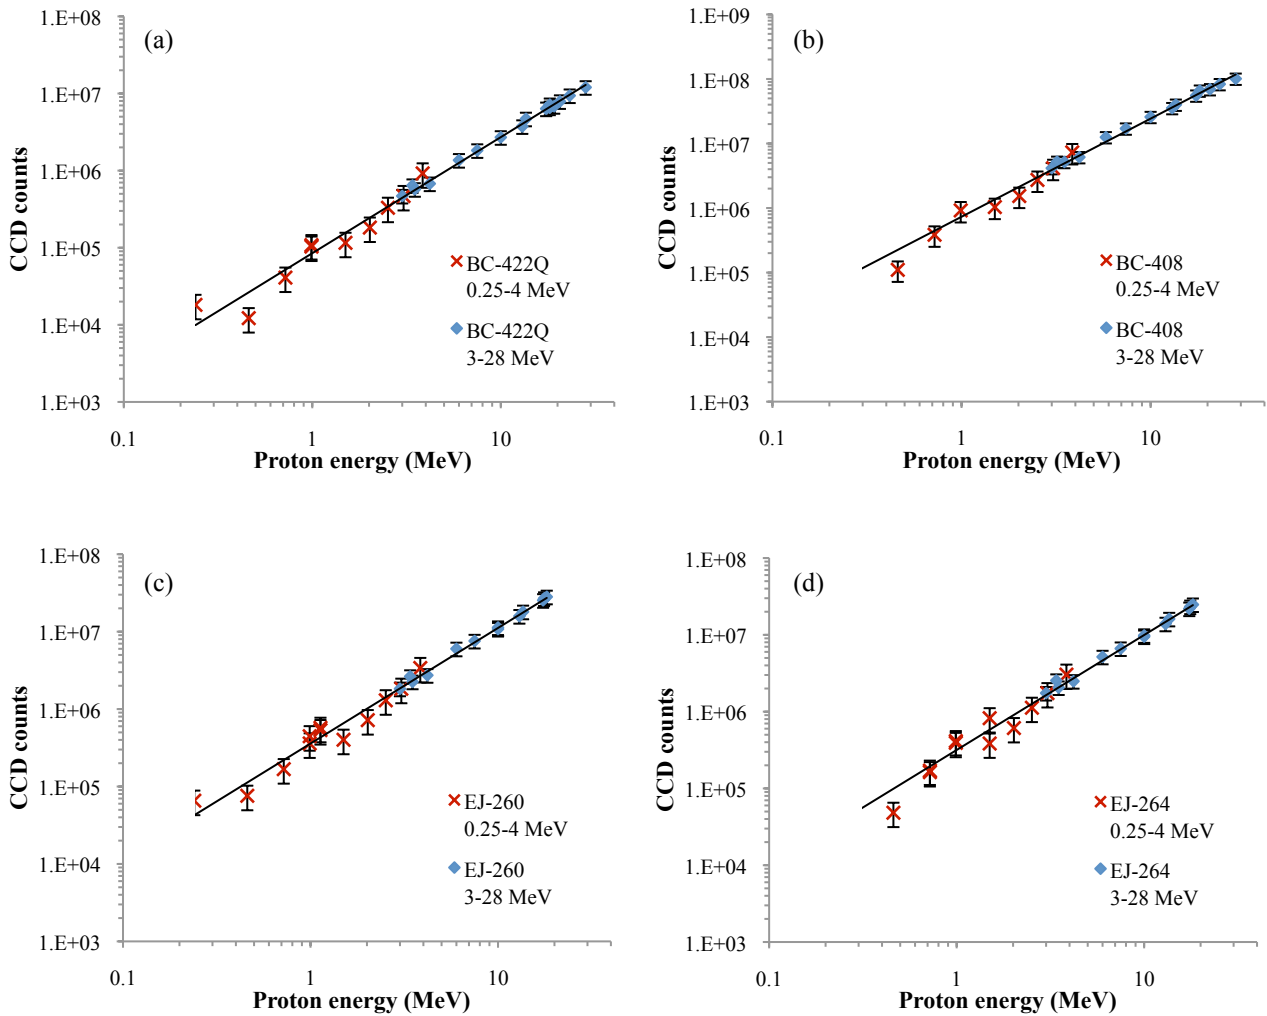 (a)
1.E+08
1.E+07
1.E+06
1.E+05
1.E+04
1.E+03
CCD counts
BC-422Q
0.25-4 MeV
BC-422Q
3-28 MeV
0.1 1 10
Proton energy (MeV)
(b)
1.E+09
1.E+08
1.E+07
1.E+06
1.E+05
1.E+04
1.E+03
CCD counts
BC-408
0.25-4 MeV
BC-408
3-28 MeV
0.1 1 10
Proton energy (MeV)
(c)
1.E+08
1.E+07
1.E+06
1.E+05
1.E+04
1.E+03
CCD counts
EJ-260
0.25-4 MeV
EJ-260
3-28 MeV
0.1 1 10
Proton energy (MeV)
(d)
1.E+08
1.E+07
1.E+06
1.E+05
1.E+04
1.E+03
CCD counts
EJ-264
0.25-4 MeV
EJ-264
3-28 MeV
0.1 1 10
Proton energy (MeV)